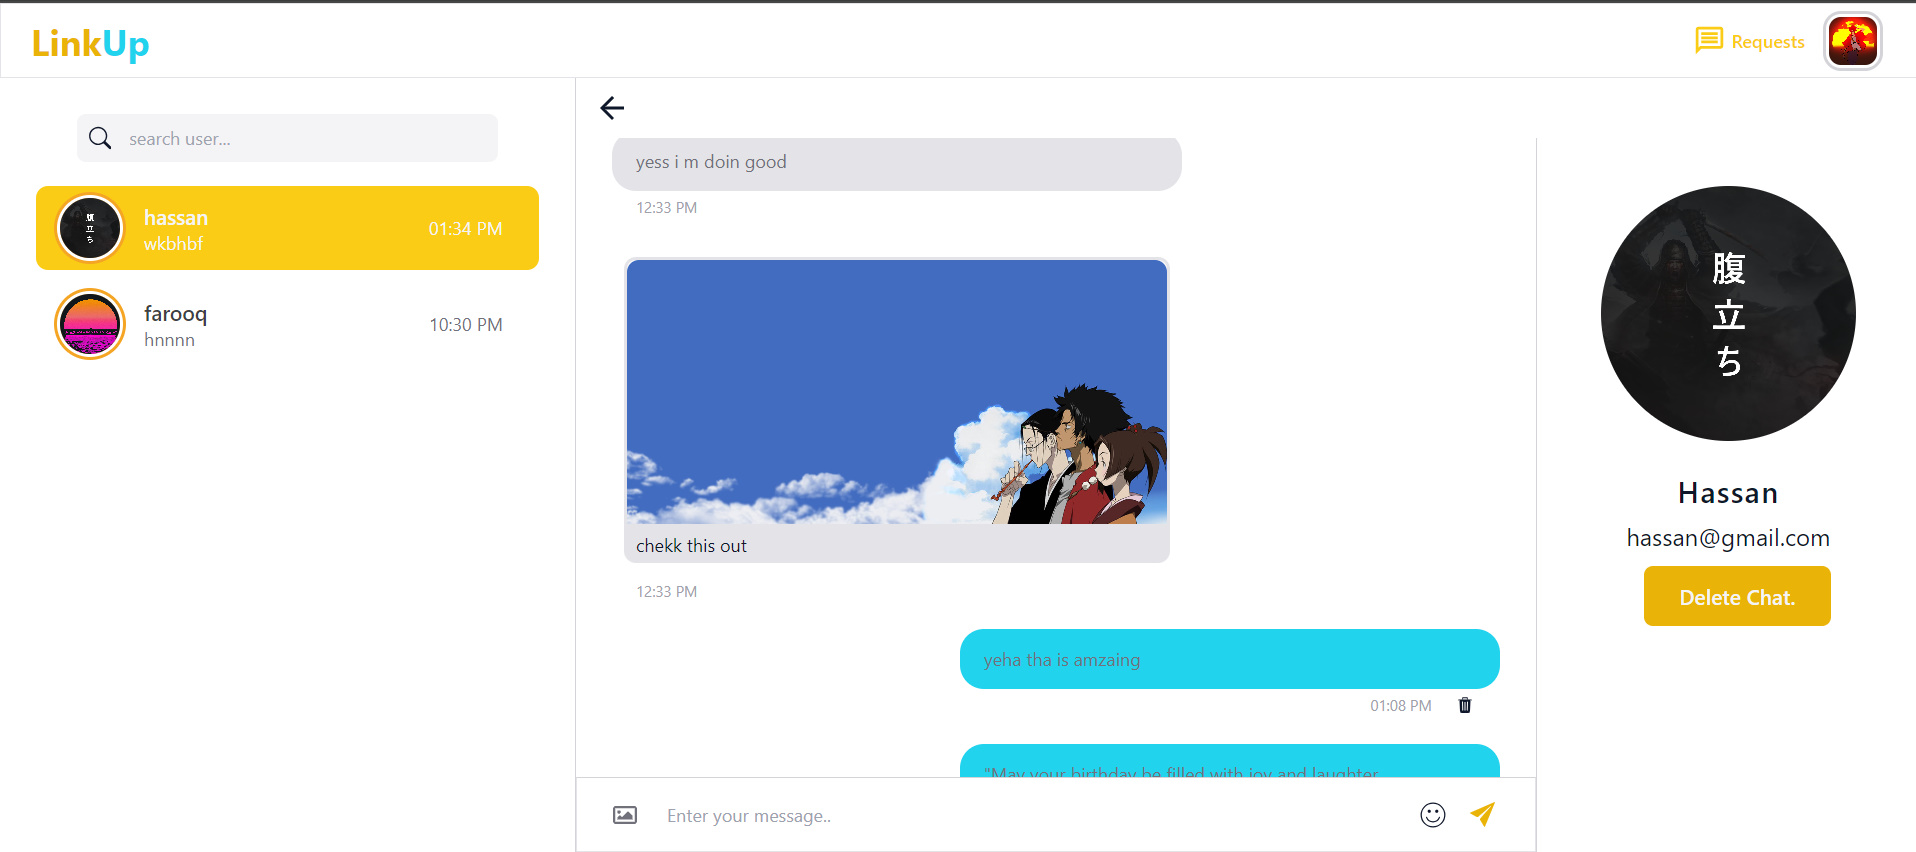 LinkUp
Requests
search user...
hassan
wkbhbf
01:34 PM
farooq
hnnnn
10:30 PM
yess i m doin good
12:33 PM
chekk this out
12:33 PM
yeha tha is amzaing
01:08 PM
"May your birthday be filled with joy and laughter
Enter your message..
腹
立
ち
Hassan
hassan@gmail.com
Delete Chat.